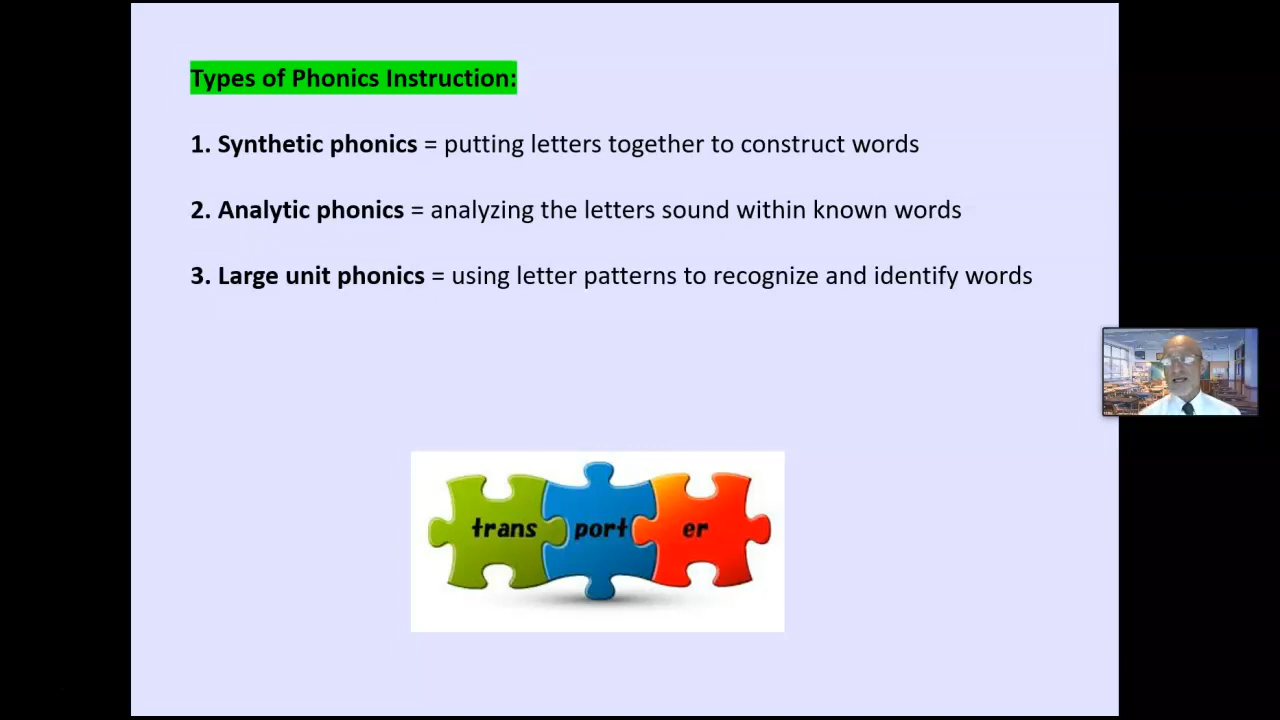 Types of Phonics Instruction:
1. Synthetic phonics = putting letters together to construct words
2. Analytic phonics = analyzing the letters sound within known words
3. Large unit phonics = using letter patterns to recognize and identify words
trans port er